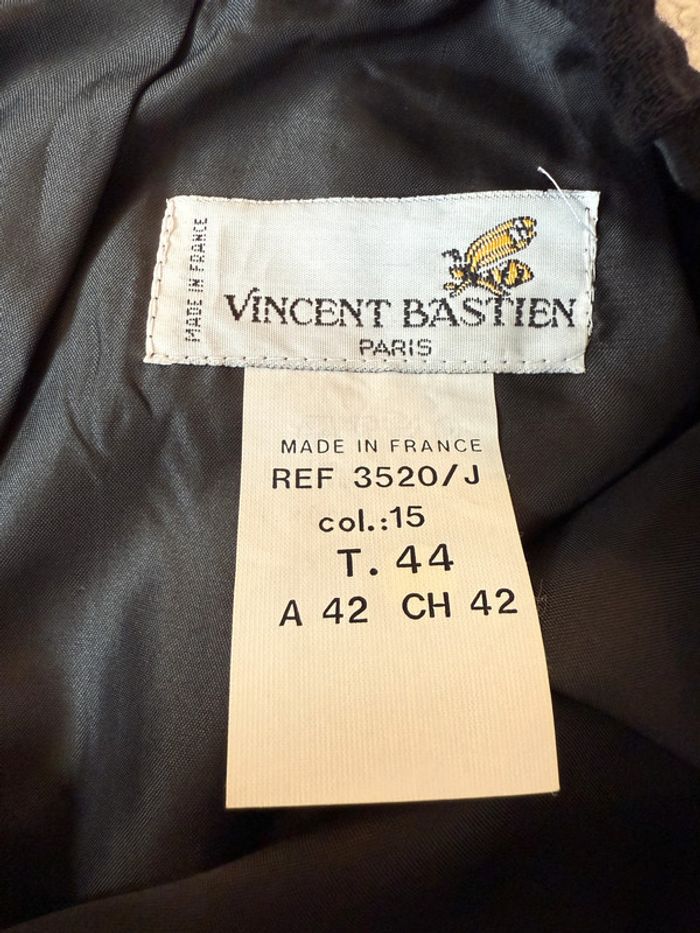 MADE IN FRANCE
VINCENT BASTIEN
PARIS
MADE IN FRANCE
REF 3520/J
col.:15
T. 44
A 42 CH 42